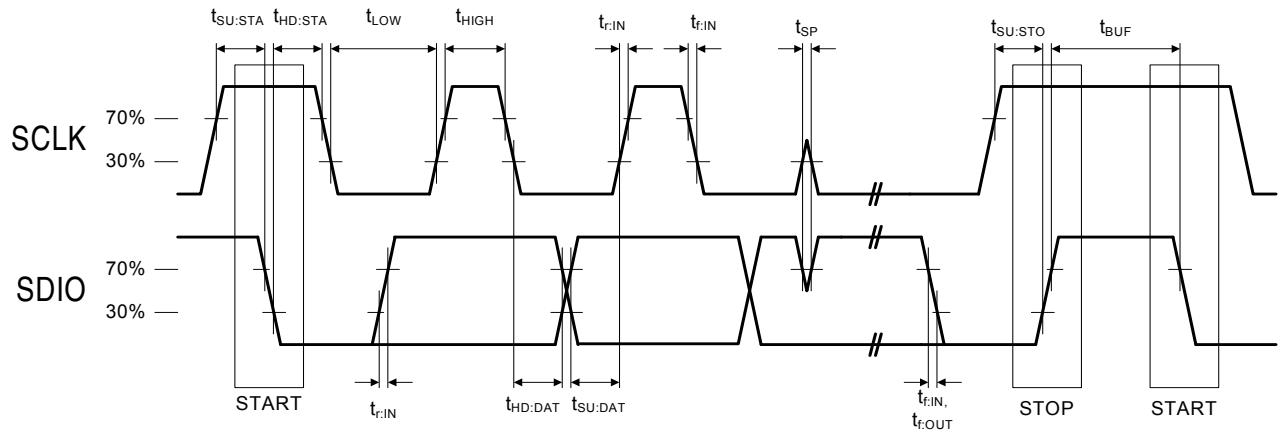 tSU:STA tHD:STA tLOW tHIGH tr:IN tf:IN tSP tSU:STO tBUF
SCLK
70%
30%
SDIO
70%
30%
START
tr:IN
tHD:DAT tSU:DAT
tf:IN,
tf:OUT
STOP
START